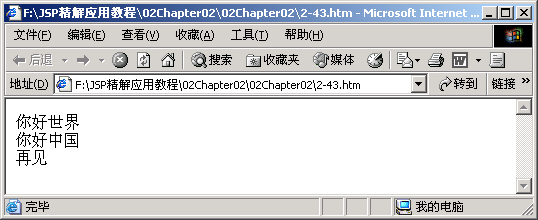 F:\JSP精解应用教程\02Chapter02\02Chapter02\2-43.htm - Microsoft Internet ...
文件(F) 编辑(E) 查看(V) 收藏(A) 工具(T) 帮助(H)
后退 搜索 收藏夹 媒体
地址(D) F:\JSP精解应用教程\02Chapter02\02Chapter02\2-43.htm 转到 链接 »
你好世界
你好中国
再见
完毕 我的电脑